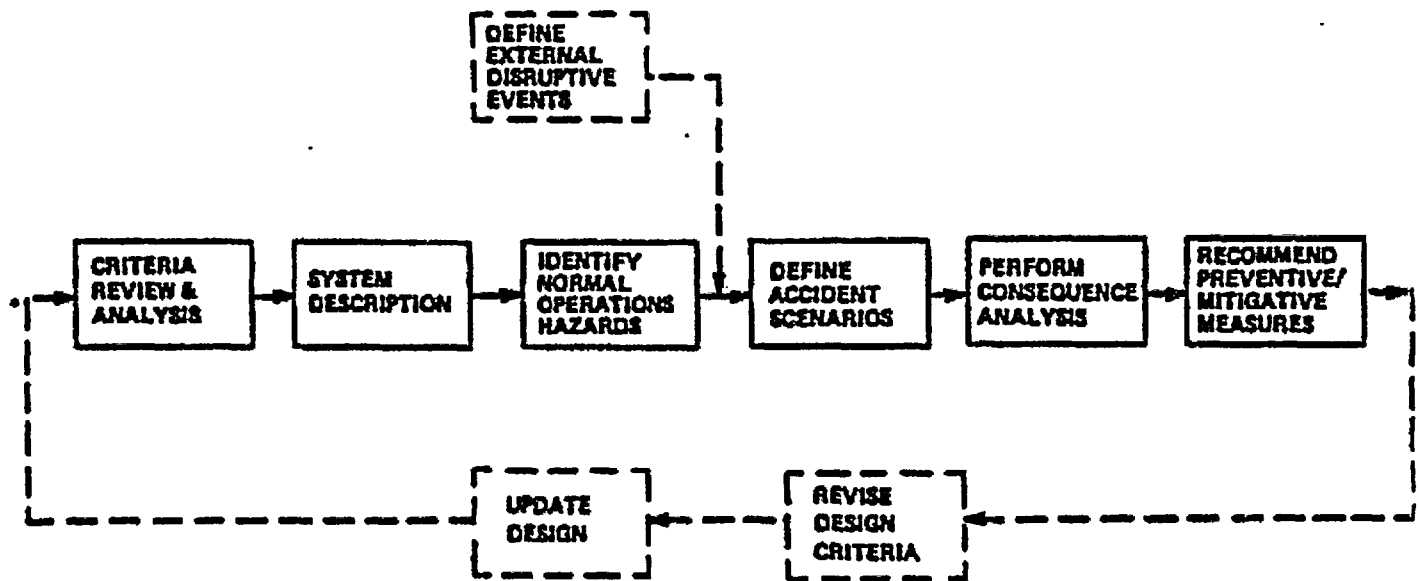 DEFINE
EXTERNAL
DISRUPTIVE
EVENTS
CRITERIA
REVIEW &
ANALYSIS
SYSTEM
DESCRIPTION
IDENTIFY
NORMAL
OPERATIONS
HAZARDS
DEFINE
ACCIDENT
SCENARIOS
PERFORM
CONSEQUENCE
ANALYSIS
RECOMMEND
PREVENTIVE/
MITIGATIVE
MEASURES
UPDATE
DESIGN
REVISE
DESIGN
CRITERIA